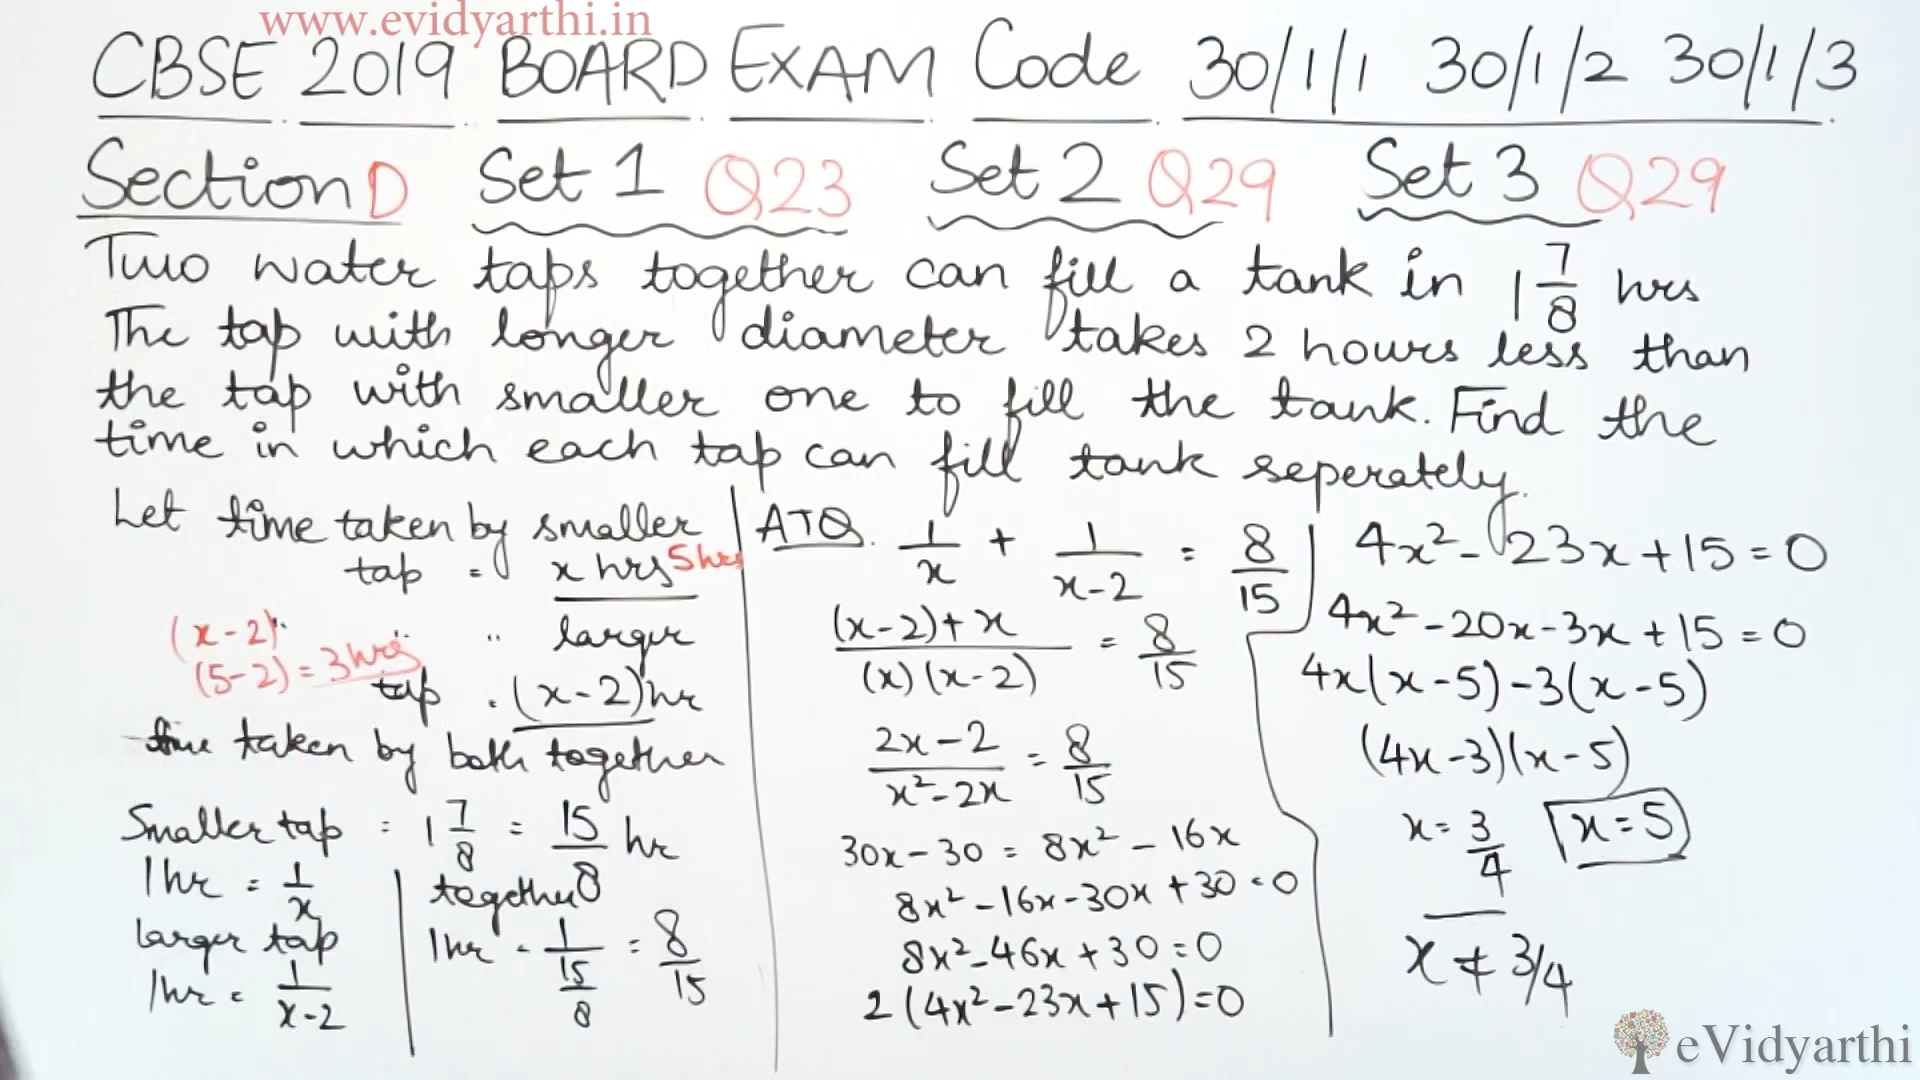 www.evidyarthi.in
CBSE 2019 BOARD EXAM Code 30/1/1 30/1/2 30/1/3
Section D Set 1 Q23 Set 2 Q29 Set 3 Q29
Two water taps together can fill a tank in 1 7/8 hrs
The tap with longer diameter takes 2 hours less than
the tap with smaller one to fill the tank. Find the
time in which each tap can fill tank seperately.
Let time taken by smaller
tap = x hrs 5hrs
" " larger
(x-2)
(5-2) = 3hrs
tap = (x-2)hr
time taken by both together
Smaller tap = 1 7/8 = 15/8 hr
1hr = 1/x
larger tap
1hr = 1/x-2
together
1hr = 1/(15/8) = 8/15
ATQ. 1/x + 1/x-2 = 8/15
(x-2)+x/(x)(x-2) = 8/15
2x-2/x²-2x = 8/15
30x-30 = 8x² - 16x
8x² - 16x - 30x + 30 = 0
8x² - 46x + 30 = 0
2(4x² - 23x + 15) = 0
4x² - 23x + 15 = 0
4x² - 20x - 3x + 15 = 0
4x(x-5) - 3(x-5)
(4x-3)(x-5)
x = 3/4 x = 5
x ≠ 3/4
eVidyarthi